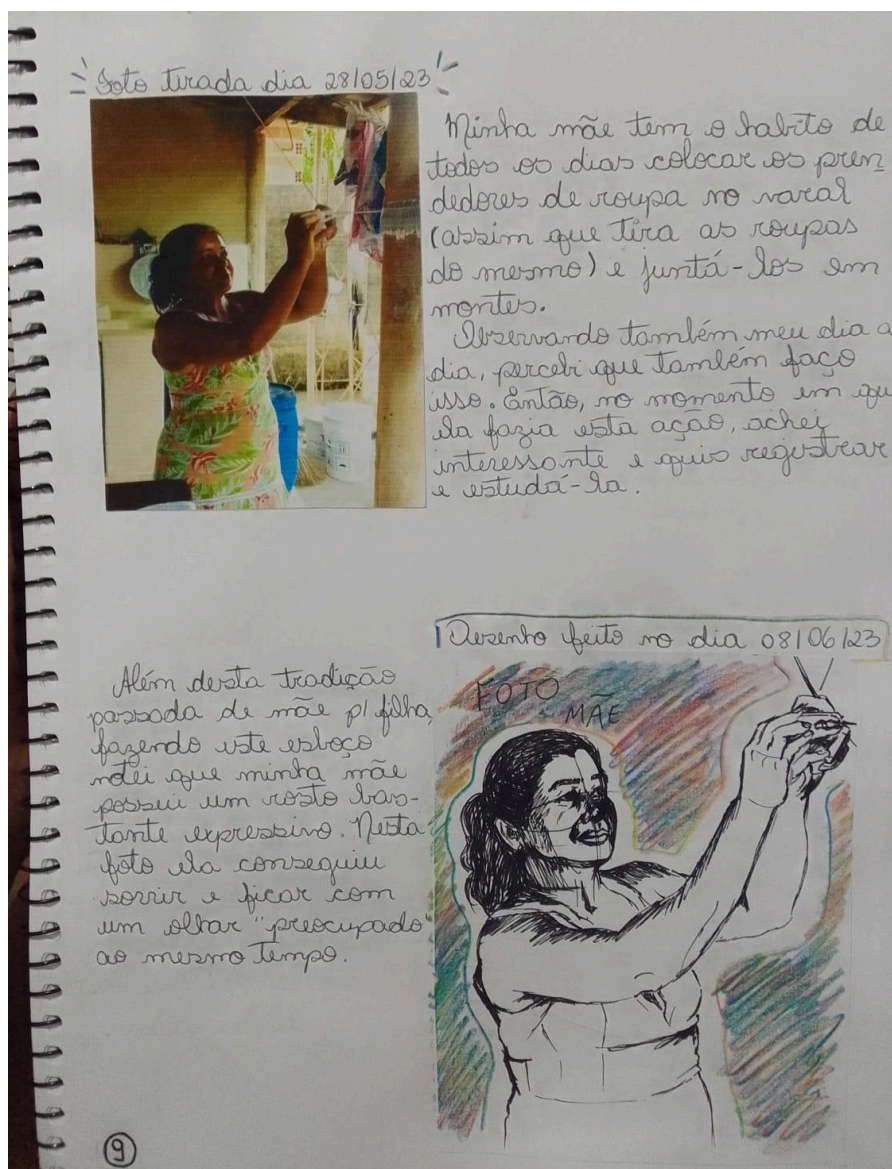 Foto tirada dia 28/05/23
Minha mãe tem o habito de
todos os dias colocar os pren
dedores de roupa no varal
(assim que tira as roupas
do mesmo) e juntá-los em
montes.
Observando também meu dia a
dia, percebi que também faço
isso. Então, no momento em qu
ela fazia esta ação, achei
interessante e quis registrar
e estudá-la.
Desenho feito no dia 08/06/23
FOTO
MÃE
Além desta tradição
passada de mãe p/ filha,
fazendo este esboço
notei que minha mãe
possui um rosto bas-
tante expressivo. Nesta
foto ela conseguiu
sorrir e ficar com
um olhar "preocupado"
ao mesmo tempo.
9